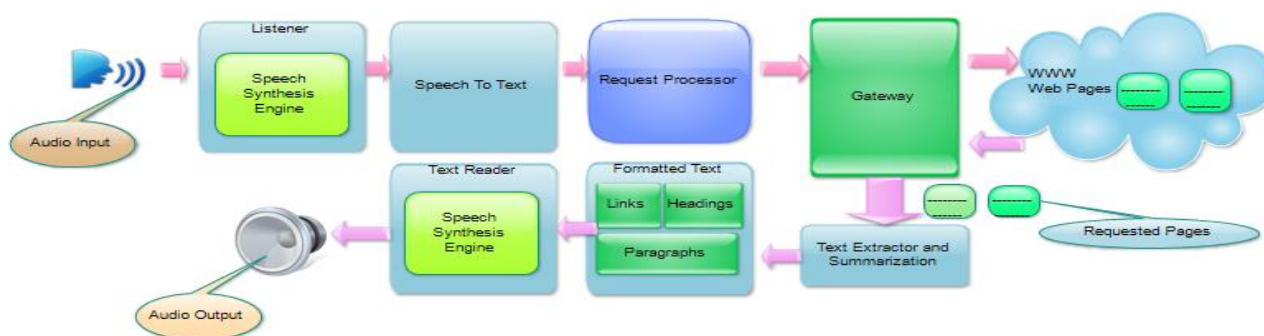 Listener
Speech
Synthesis
Engine
Audio Input
Speech To Text
Request Processor
Gateway
WWW
Web Pages
Text Reader
Speech
Synthesis
Engine
Formatted Text
Links
Headings
Paragraphs
Text Extractor and
Summarization
Requested Pages
Audio Output